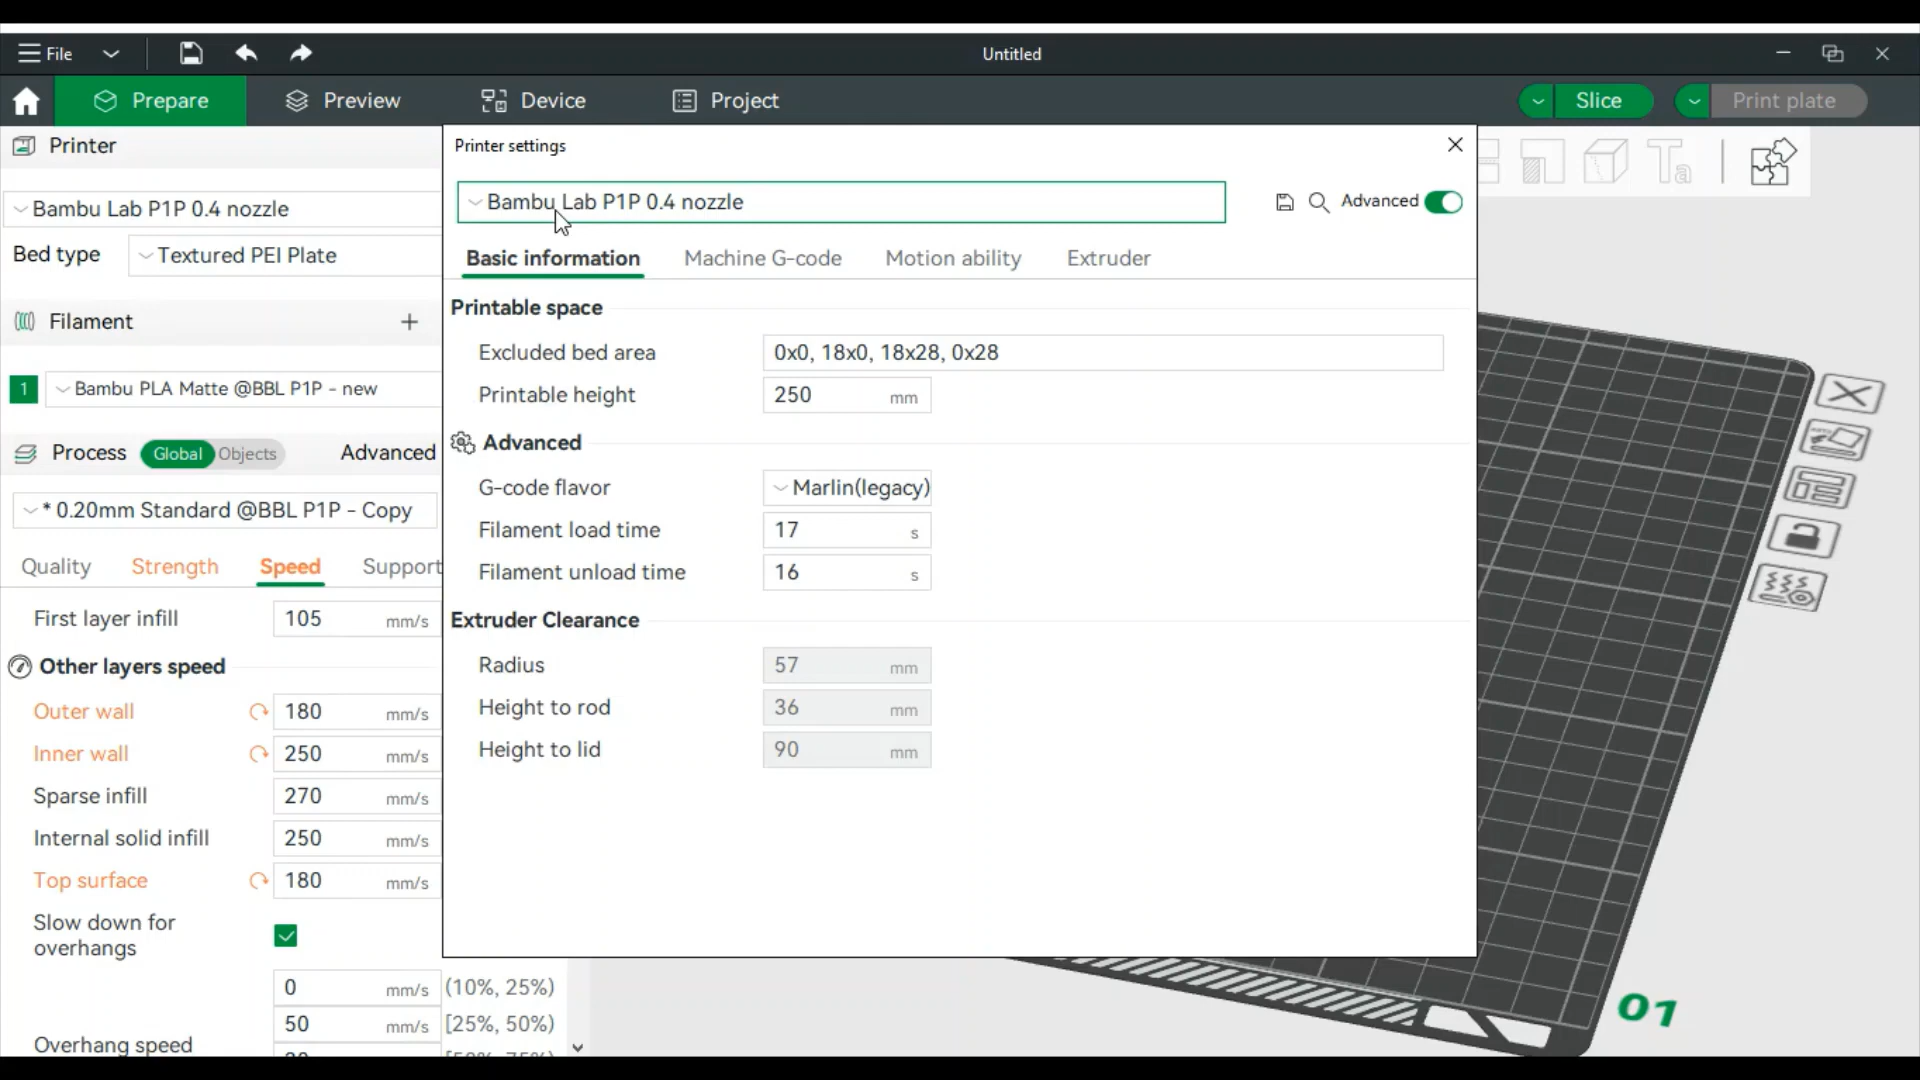 File
Untitled
Prepare
Preview
Device
Project
Slice
Print plate
Printer
Bambu Lab P1P 0.4 nozzle
Bed type
Textured PEI Plate
Filament
1
Bambu PLA Matte @BBL P1P - new
Process
Global
Objects
Advanced
* 0.20mm Standard @BBL P1P - Copy
Quality
Strength
Speed
Support
First layer infill 105 mm/s
Other layers speed
Outer wall 180 mm/s
Inner wall 250 mm/s
Sparse infill 270 mm/s
Internal solid infill 250 mm/s
Top surface 180 mm/s
Slow down for
overhangs
0 mm/s (10%, 25%)
50 mm/s [25%, 50%)
Overhang speed
Printer settings
Bambu Lab P1P 0.4 nozzle
Advanced
Basic information
Machine G-code
Motion ability
Extruder
Printable space
Excluded bed area 0x0, 18x0, 18x28, 0x28
Printable height 250 mm
Advanced
G-code flavor Marlin(legacy)
Filament load time 17 s
Filament unload time 16 s
Extruder Clearance
Radius 57 mm
Height to rod 36 mm
Height to lid 90 mm
Ta
01